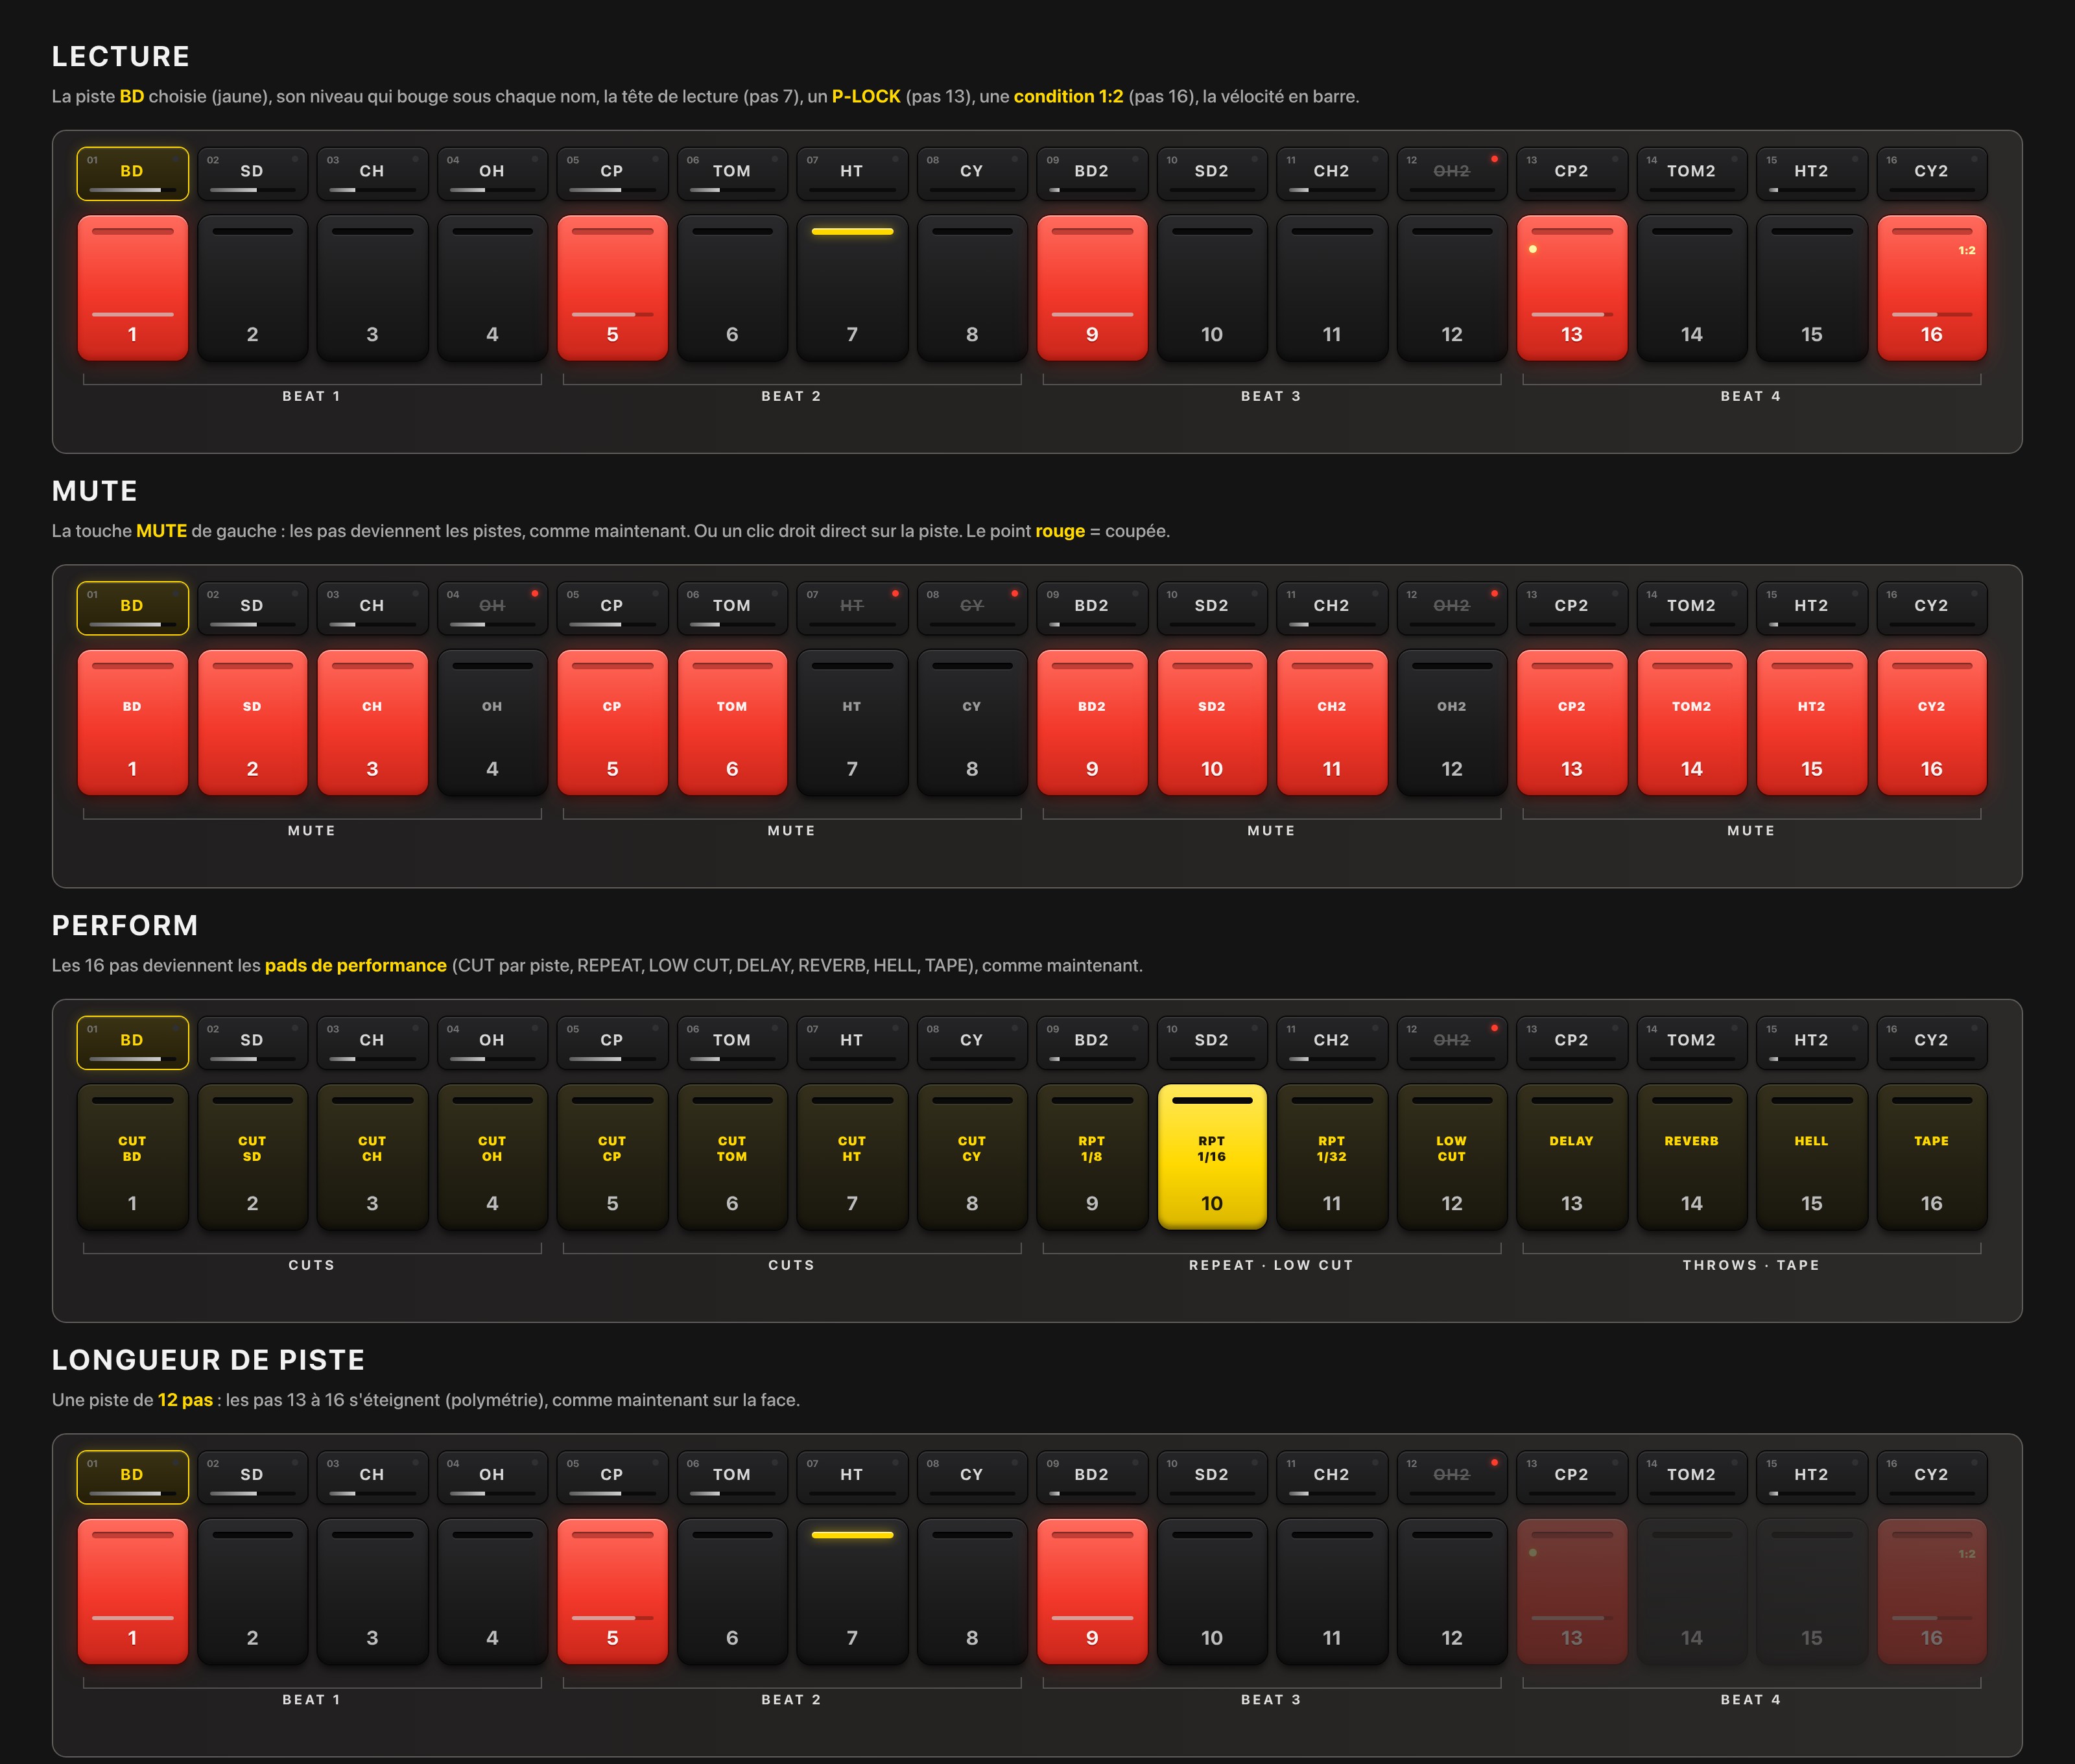 LECTURE
La piste BD choisie (jaune), son niveau qui bouge sous chaque nom, la tête de lecture (pas 7), un P-LOCK (pas 13), une condition 1:2 (pas 16), la vélocité en barre.
01 BD 02 SD 03 CH 04 OH 05 CP 06 TOM 07 HT 08 CY 09 BD2 10 SD2 11 CH2 12 OH2 13 CP2 14 TOM2 15 HT2 16 CY2
1:2
1 2 3 4 5 6 7 8 9 10 11 12 13 14 15 16
BEAT 1 BEAT 2 BEAT 3 BEAT 4
MUTE
La touche MUTE de gauche : les pas deviennent les pistes, comme maintenant. Ou un clic droit direct sur la piste. Le point rouge = coupée.
01 BD 02 SD 03 CH 04 OH 05 CP 06 TOM 07 HT 08 CY 09 BD2 10 SD2 11 CH2 12 OH2 13 CP2 14 TOM2 15 HT2 16 CY2
BD SD CH OH CP TOM HT CY BD2 SD2 CH2 OH2 CP2 TOM2 HT2 CY2
1 2 3 4 5 6 7 8 9 10 11 12 13 14 15 16
MUTE MUTE MUTE MUTE
PERFORM
Les 16 pas deviennent les pads de performance (CUT par piste, REPEAT, LOW CUT, DELAY, REVERB, HELL, TAPE), comme maintenant.
01 BD 02 SD 03 CH 04 OH 05 CP 06 TOM 07 HT 08 CY 09 BD2 10 SD2 11 CH2 12 OH2 13 CP2 14 TOM2 15 HT2 16 CY2
CUT CUT CUT CUT CUT CUT CUT CUT RPT RPT RPT LOW DELAY REVERB HELL TAPE
BD SD CH OH CP TOM HT CY 1/8 1/16 1/32 CUT
1 2 3 4 5 6 7 8 9 10 11 12 13 14 15 16
CUTS CUTS REPEAT · LOW CUT THROWS · TAPE
LONGUEUR DE PISTE
Une piste de 12 pas : les pas 13 à 16 s'éteignent (polymétrie), comme maintenant sur la face.
01 BD 02 SD 03 CH 04 OH 05 CP 06 TOM 07 HT 08 CY 09 BD2 10 SD2 11 CH2 12 OH2 13 CP2 14 TOM2 15 HT2 16 CY2
1:2
1 2 3 4 5 6 7 8 9 10 11 12 13 14 15 16
BEAT 1 BEAT 2 BEAT 3 BEAT 4